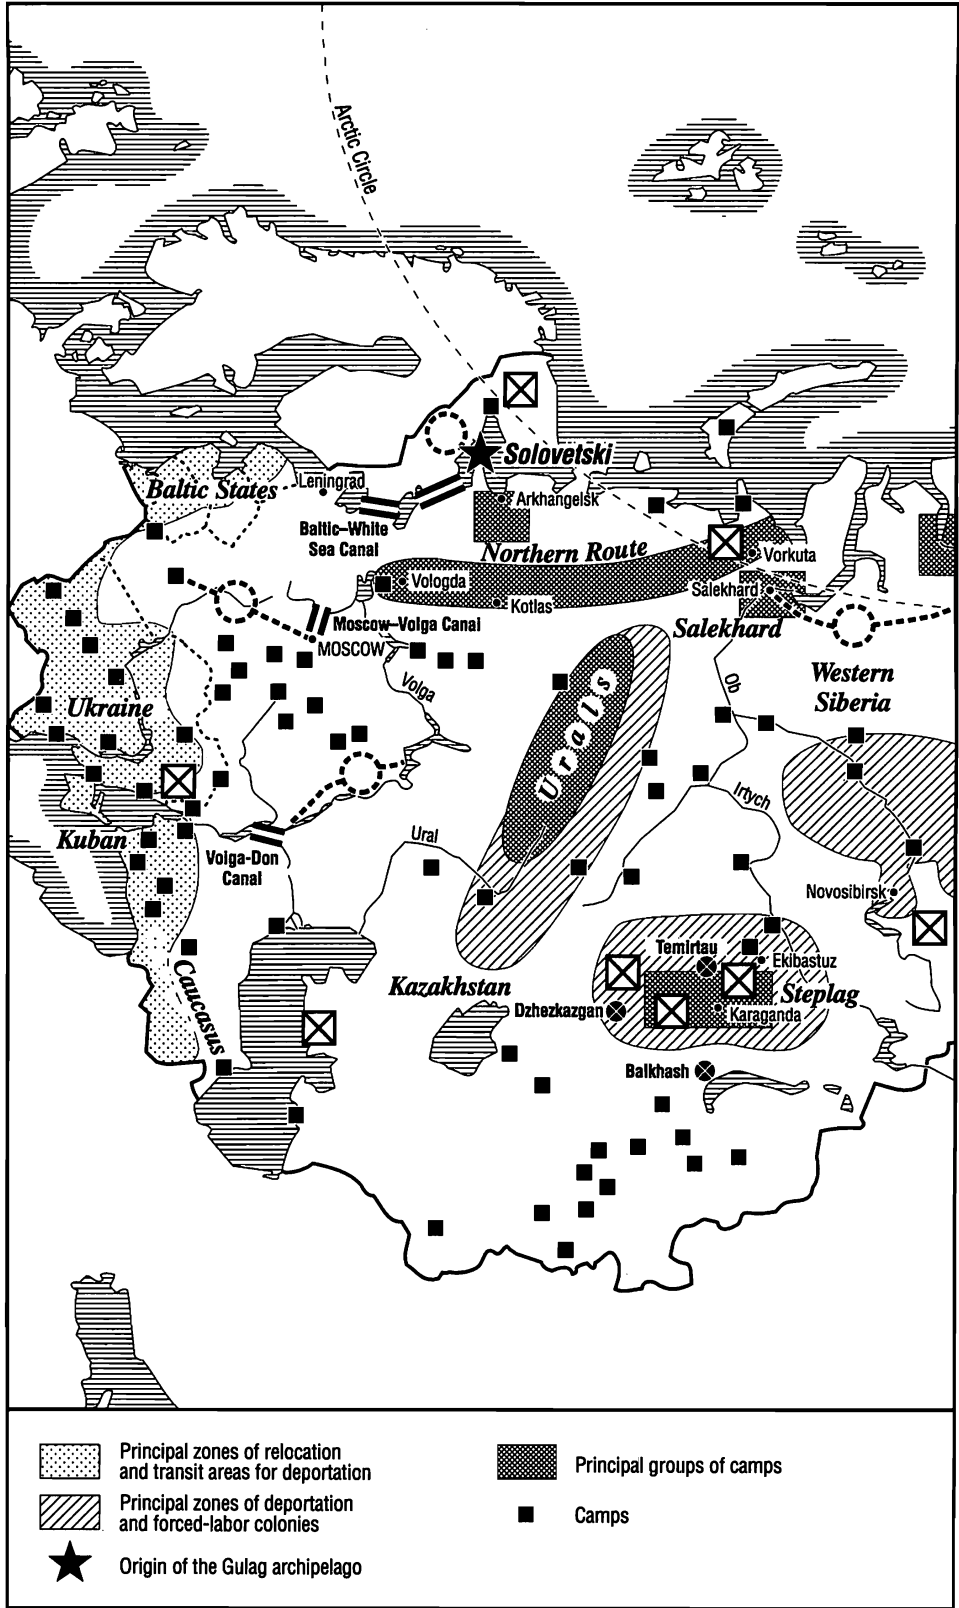 Arctic Circle
Solovetski
Baltic States
Leningrad
Arkhangelsk
Baltic–White
Sea Canal
Northern Route
Vorkuta
Vologda
Salekhard
Kotlas
Moscow–Volga Canal
Salekhard
MOSCOW
Western
Siberia
Volga
Ob
Urals
Ukraine
Irtych
Kuban
Ural
Volga-Don
Canal
Novosibirsk
Temirtau
Ekibastuz
Caucasus
Kazakhstan
Steplag
Dzhezkazgan
Karaganda
Balkhash
Principal zones of relocation
and transit areas for deportation
Principal groups of camps
Principal zones of deportation
and forced-labor colonies
Camps
Origin of the Gulag archipelago